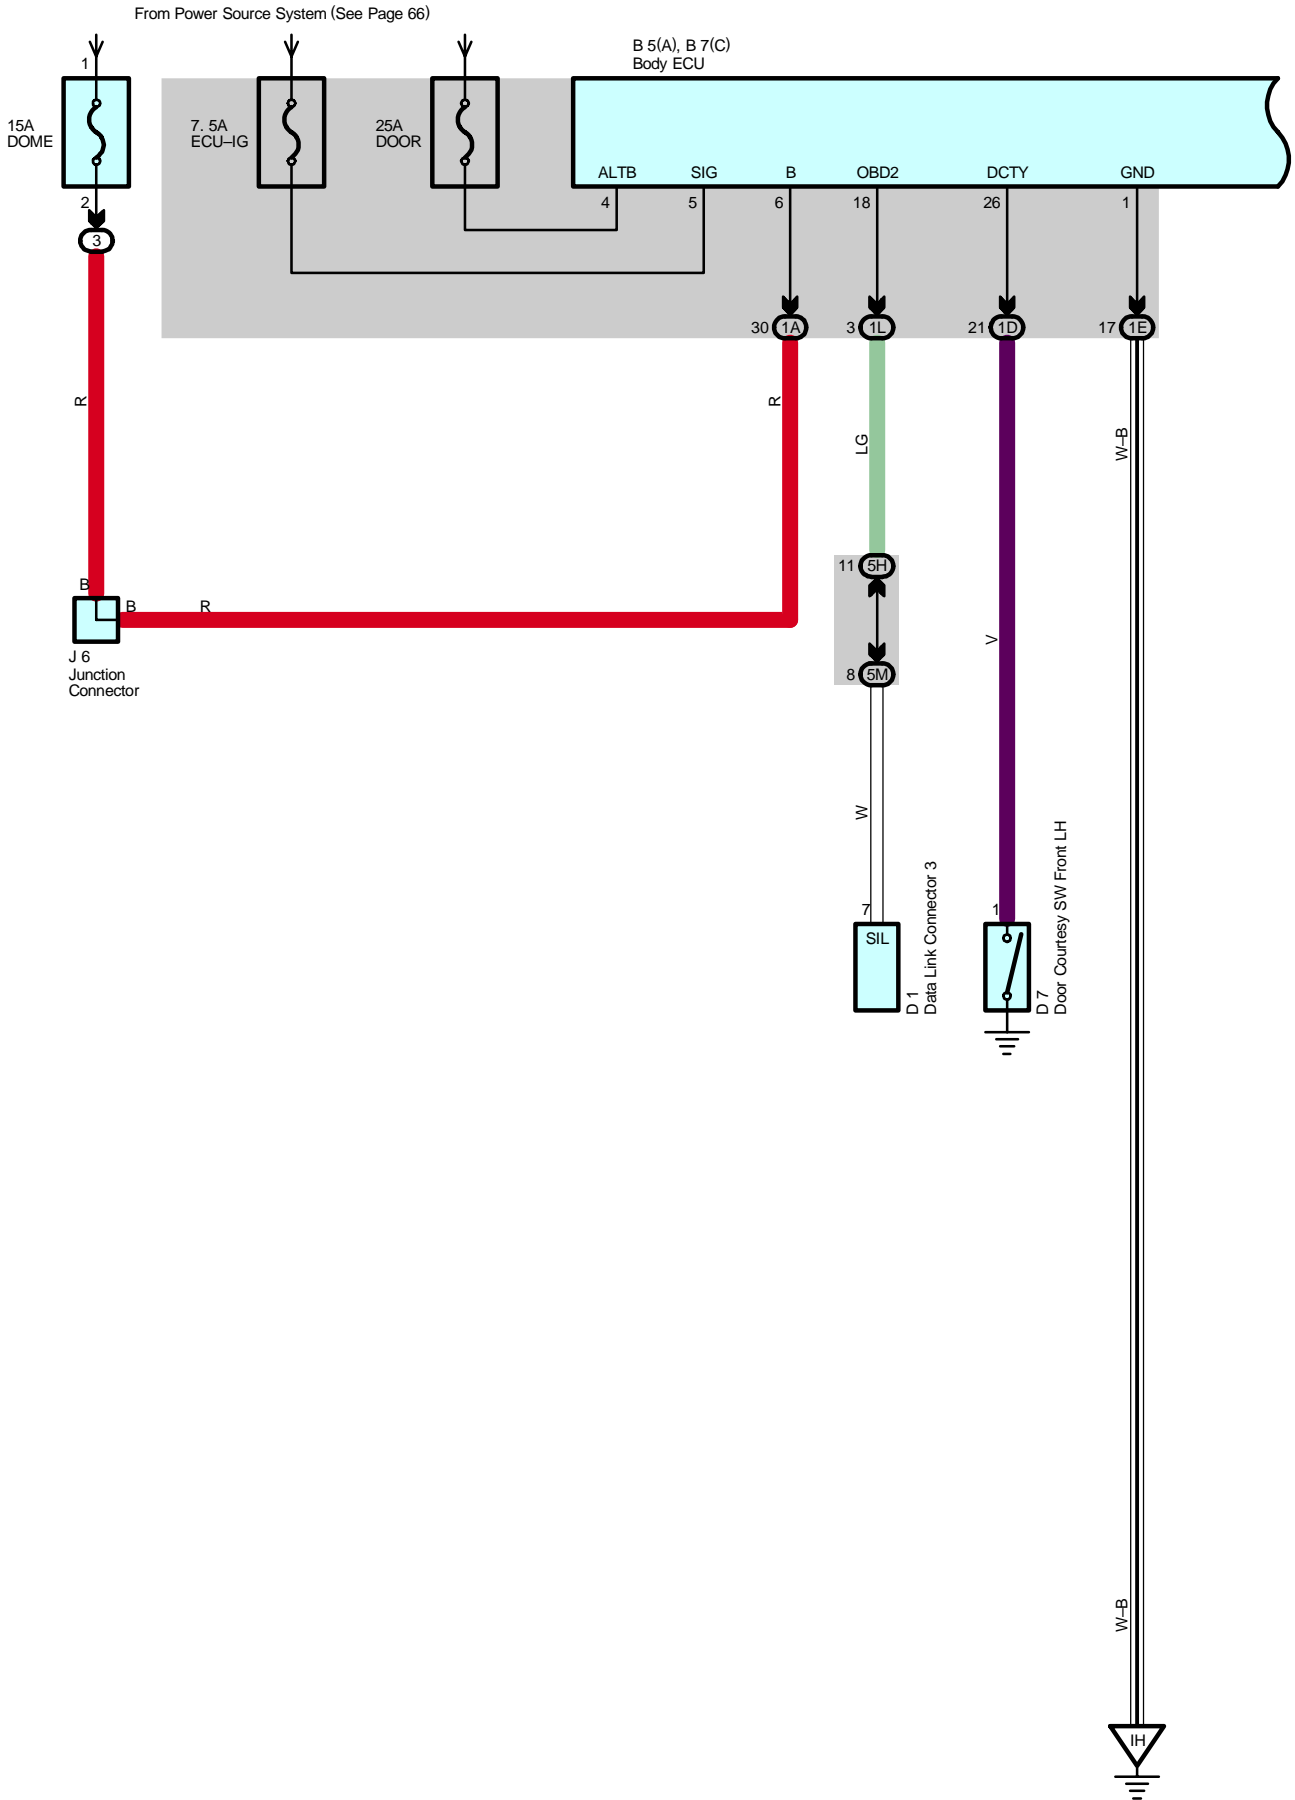 From Power Source System (See Page 66)
B 5(A), B 7(C)
Body ECU
1
15A
DOME
7. 5A
ECU–IG
25A
DOOR
ALTB
SIG
B
OBD2
DCTY
GND
2
4
5
6
18
26
1
3
30
1A
3
1L
21
1D
17
1E
R
R
LG
W–B
11
5H
B
B
R
V
J 6
Junction
Connector
8
5M
W
7
SIL
D 1
Data Link Connector 3
1
D 7
Door Courtesy SW Front LH
W–B
IH